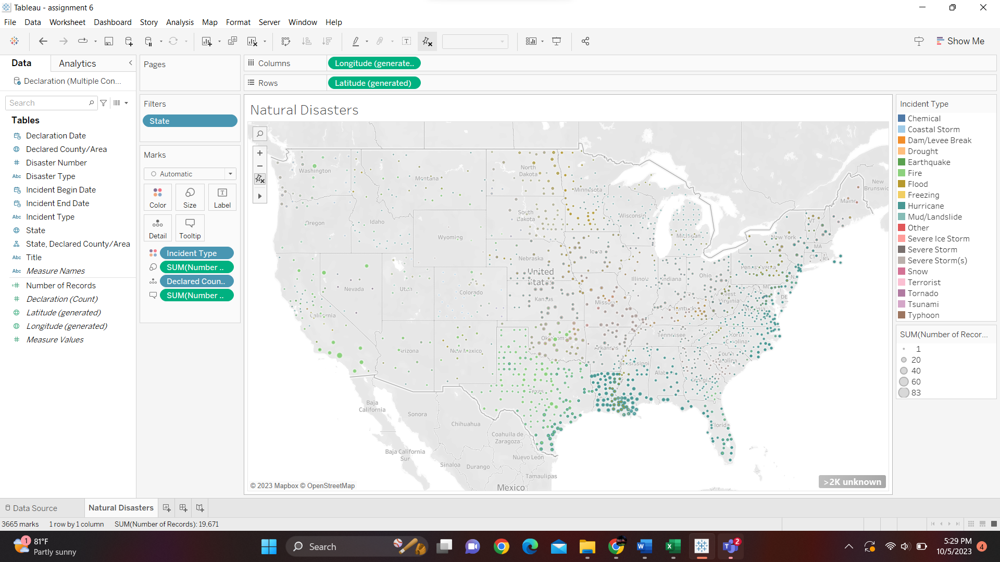 Tableau - assignment 6
File Data Worksheet Dashboard Story Analysis Map Format Server Window Help
Show Me
Data Analytics
Declaration (Multiple Con...
Search
Tables
Declaration Date
Declared County/Area
Disaster Number
Abc Disaster Type
Incident Begin Date
Incident End Date
Abc Incident Type
State
State, Declared County/Area
Abc Title
Abc Measure Names
Number of Records
Declaration (Count)
Latitude (generated)
Longitude (generated)
Measure Values
Pages
Filters
State
Marks
Automatic
Color Size Label
Detail Tooltip
Incident Type
SUM(Number ..
Declared Coun..
SUM(Number ..
Columns Longitude (generate..
Rows Latitude (generated)
Natural Disasters
Washington
Montana
North
Dakota
Minnesota
New
Brunswic
Maine
Oregon
Idaho
South
Dakota
Wisconsin
Wyoming
Michigan
VT
New York
MA
CT RI
Nebraska
Iowa
Pennsylvania
United
States
Nevada
Utah
Colorado
Kansas
Missouri
Illinois
Indiana
Ohio
West
Virginia
MD
DE
NJ
California
Virginia
Kentucky
Tennessee
North
Carolina
Arizona
New Mexico
Oklahoma
Arkansas
South
Carolina
Mississippi
Alabama
Georgia
Texas
Florida
Baja
California
Sonora
Chihuahua
Coahuila de
Zaragoza
Baja California
Sur
Sinaloa
Durango
Nuevo León
Tamaulipas
Mexico
© 2023 Mapbox © OpenStreetMap
>2K unknown
Incident Type
Chemical
Coastal Storm
Dam/Levee Break
Drought
Earthquake
Fire
Flood
Freezing
Hurricane
Mud/Landslide
Other
Severe Ice Storm
Severe Storm
Severe Storm(s)
Snow
Terrorist
Tornado
Tsunami
Typhoon
SUM(Number of Recor...
1
20
40
60
83
Data Source Natural Disasters
3665 marks 1 row by 1 column SUM(Number of Records): 19,671
1 81°F
Partly sunny
Search
2
5:29 PM
10/5/2023
4